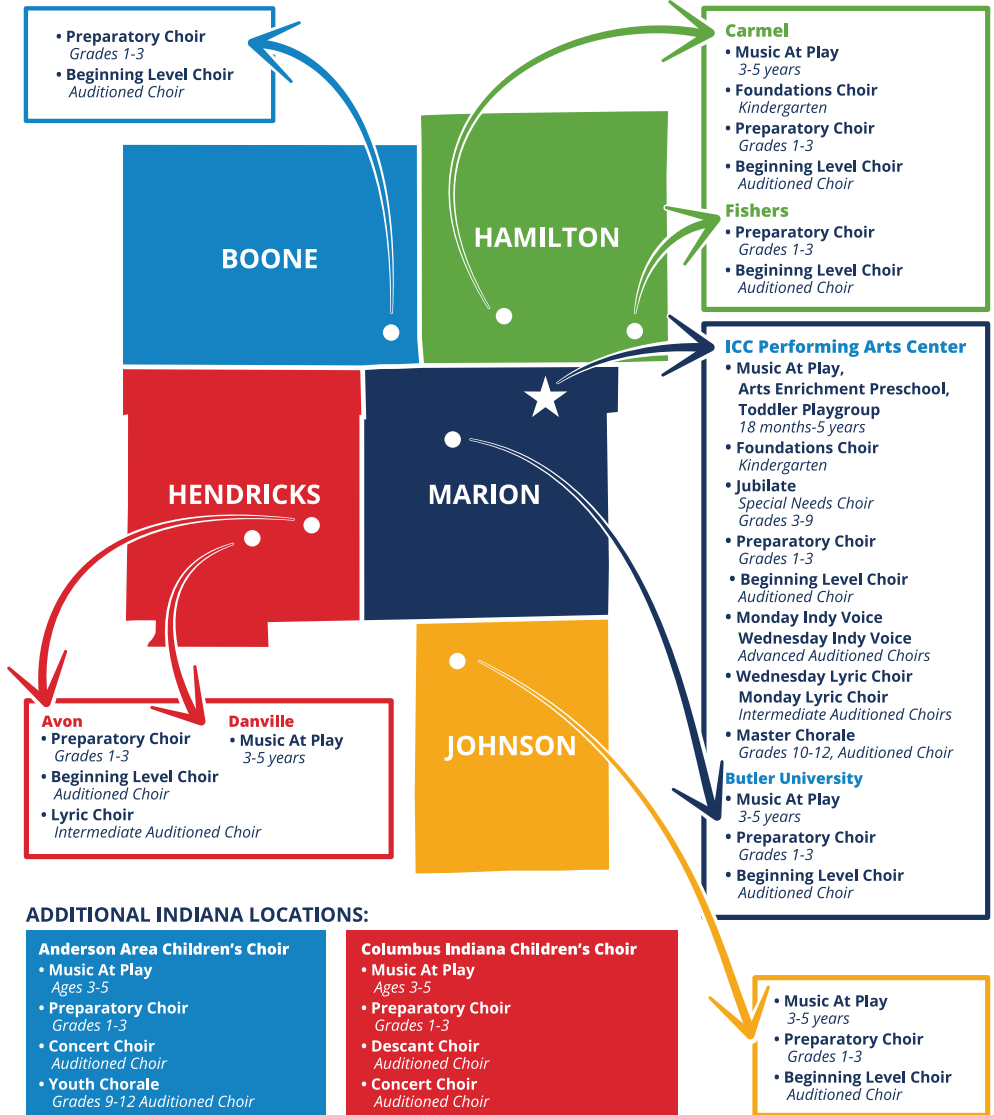 • Preparatory Choir
Grades 1-3
• Beginning Level Choir
Auditioned Choir
Carmel
• Music At Play
3-5 years
• Foundations Choir
Kindergarten
• Preparatory Choir
Grades 1-3
• Beginning Level Choir
Auditioned Choir
Fishers
• Preparatory Choir
Grades 1-3
• Begininng Level Choir
Auditioned Choir
BOONE
HAMILTON
HENDRICKS
MARION
JOHNSON
ICC Performing Arts Center
• Music At Play,
Arts Enrichment Preschool,
Toddler Playgroup
18 months-5 years
• Foundations Choir
Kindergarten
• Jubilate
Special Needs Choir
Grades 3-9
• Preparatory Choir
Grades 1-3
• Beginning Level Choir
Auditioned Choir
• Monday Indy Voice
Wednesday Indy Voice
Advanced Auditioned Choirs
• Wednesday Lyric Choir
Monday Lyric Choir
Intermediate Auditioned Choirs
• Master Chorale
Grades 10-12, Auditioned Choir
Butler University
• Music At Play
3-5 years
• Preparatory Choir
Grades 1-3
• Beginning Level Choir
Auditioned Choir
Avon
• Preparatory Choir
Grades 1-3
• Beginning Level Choir
Auditioned Choir
• Lyric Choir
Intermediate Auditioned Choir
Danville
• Music At Play
3-5 years
ADDITIONAL INDIANA LOCATIONS:
Anderson Area Children's Choir
• Music At Play
Ages 3-5
• Preparatory Choir
Grades 1-3
• Concert Choir
Auditioned Choir
• Youth Chorale
Grades 9-12 Auditioned Choir
Columbus Indiana Children's Choir
• Music At Play
Ages 3-5
• Preparatory Choir
Grades 1-3
• Descant Choir
Auditioned Choir
• Concert Choir
Auditioned Choir
• Music At Play
3-5 years
• Preparatory Choir
Grades 1-3
• Beginning Level Choir
Auditioned Choir